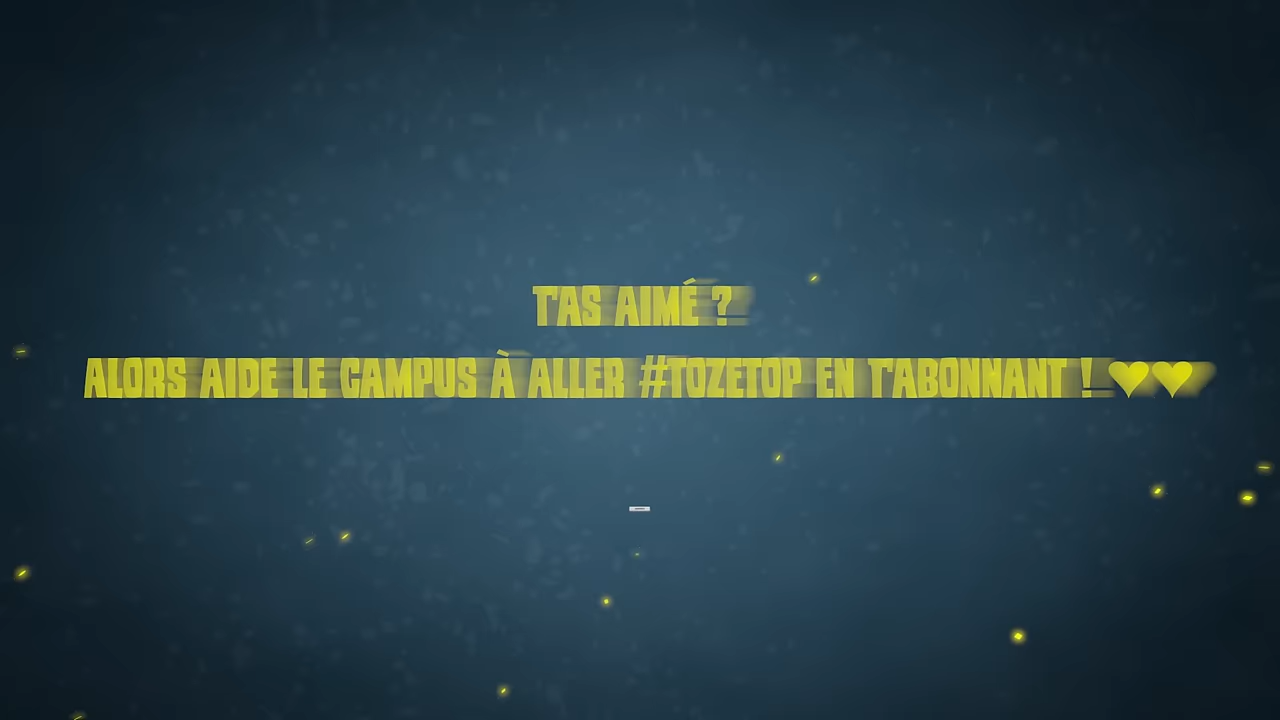 T'AS AIMÉ ?
ALORS AIDE LE CAMPUS À ALLER #TOZETOP EN T'ABONNANT ! ♥♥